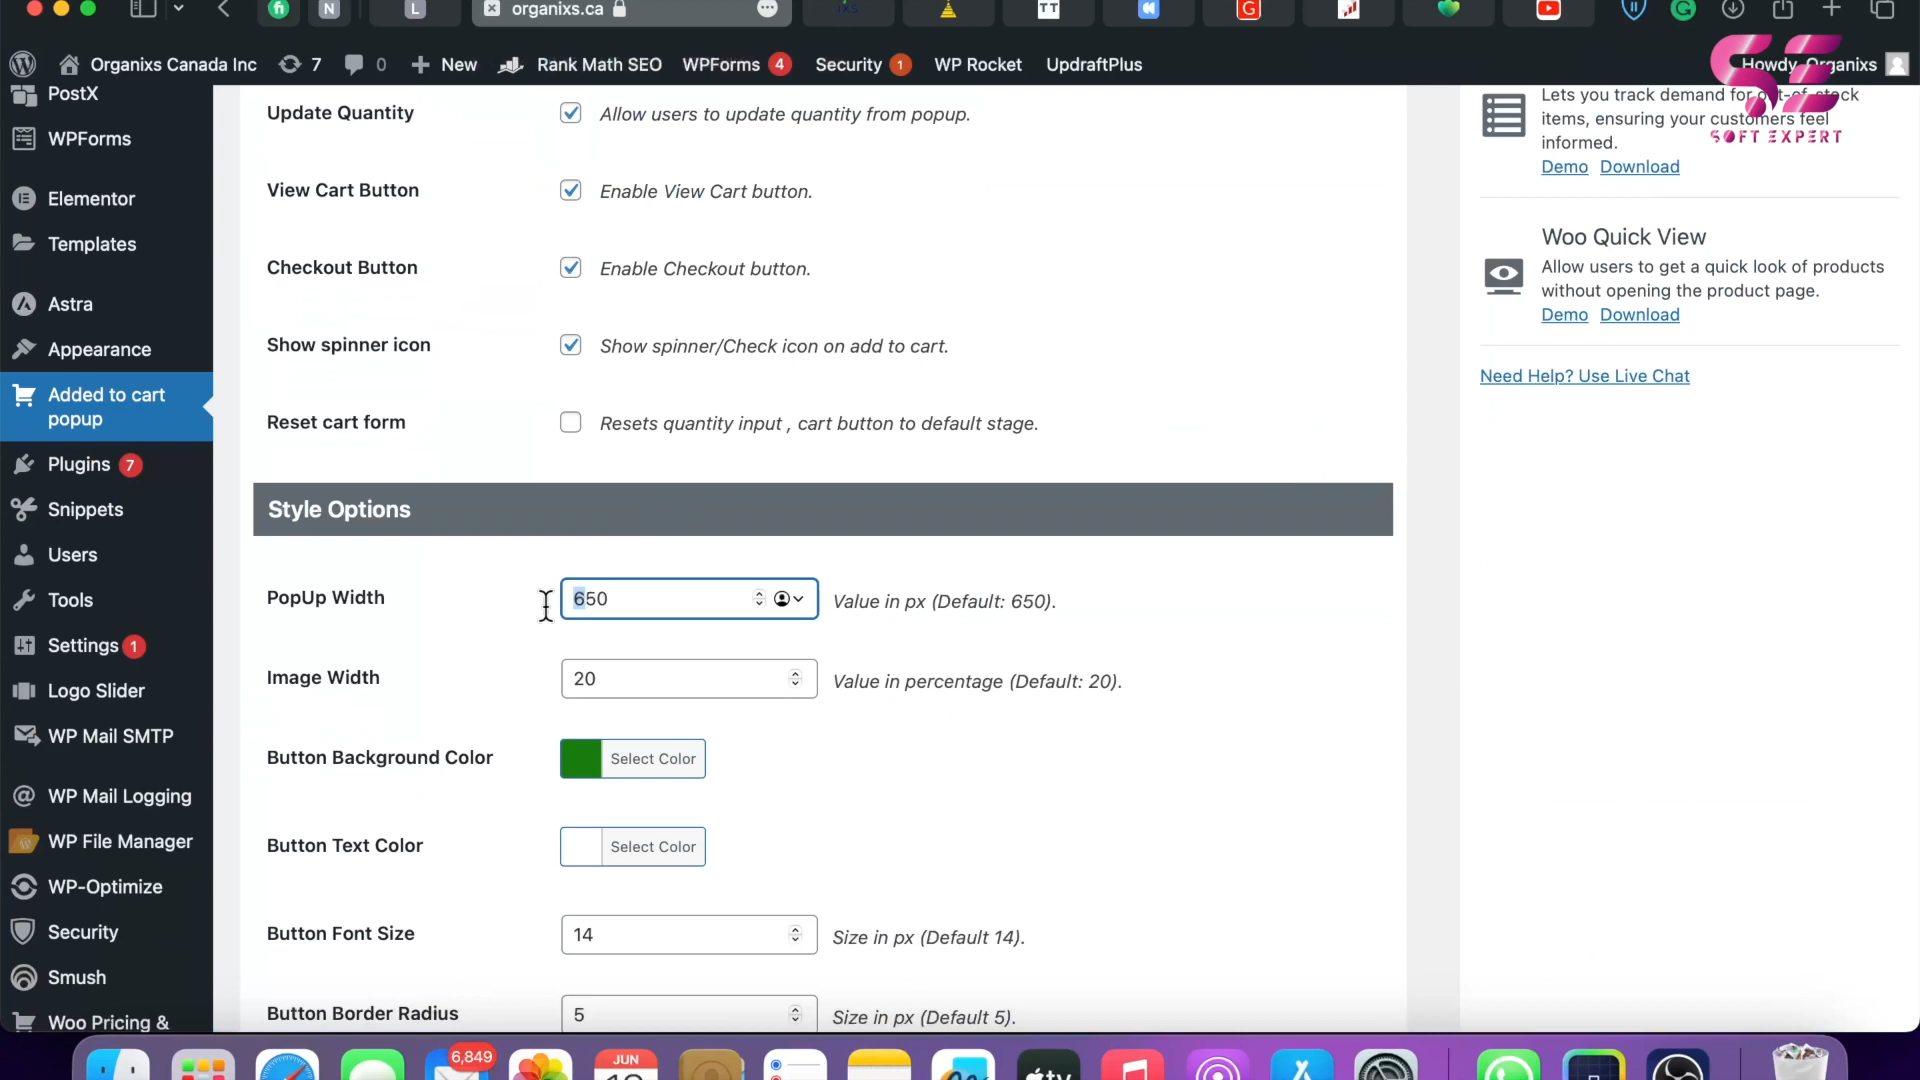 organixs.ca
Organixs Canada Inc
7
0
New
Rank Math SEO
WPForms 4
Security 1
WP Rocket
UpdraftPlus
Howdy, Organixs
SOFT EXPERT
PostX
WPForms
Elementor
Templates
Astra
Appearance
Added to cart
popup
Plugins 7
Snippets
Users
Tools
Settings 1
Logo Slider
WP Mail SMTP
WP Mail Logging
WP File Manager
WP-Optimize
Security
Smush
Woo Pricing &
Update Quantity
Allow users to update quantity from popup.
View Cart Button
Enable View Cart button.
Checkout Button
Enable Checkout button.
Show spinner icon
Show spinner/Check icon on add to cart.
Reset cart form
Resets quantity input , cart button to default stage.
Style Options
PopUp Width
650
Value in px (Default: 650).
Image Width
20
Value in percentage (Default: 20).
Button Background Color
Select Color
Button Text Color
Select Color
Button Font Size
14
Size in px (Default 14).
Button Border Radius
5
Size in px (Default 5).
Lets you track demand for out-of-stock
items, ensuring your customers feel
informed.
Demo Download
Woo Quick View
Allow users to get a quick look of products
without opening the product page.
Demo Download
Need Help? Use Live Chat
6,849
JUN